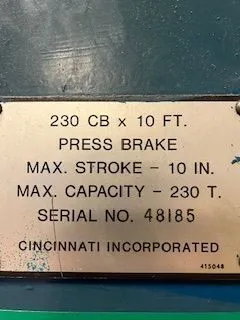 230 CB x 10 FT.
PRESS BRAKE
MAX. STROKE - 10 IN.
MAX. CAPACITY - 230 T.
SERIAL NO. 48185
CINCINNATI INCORPORATED
415048